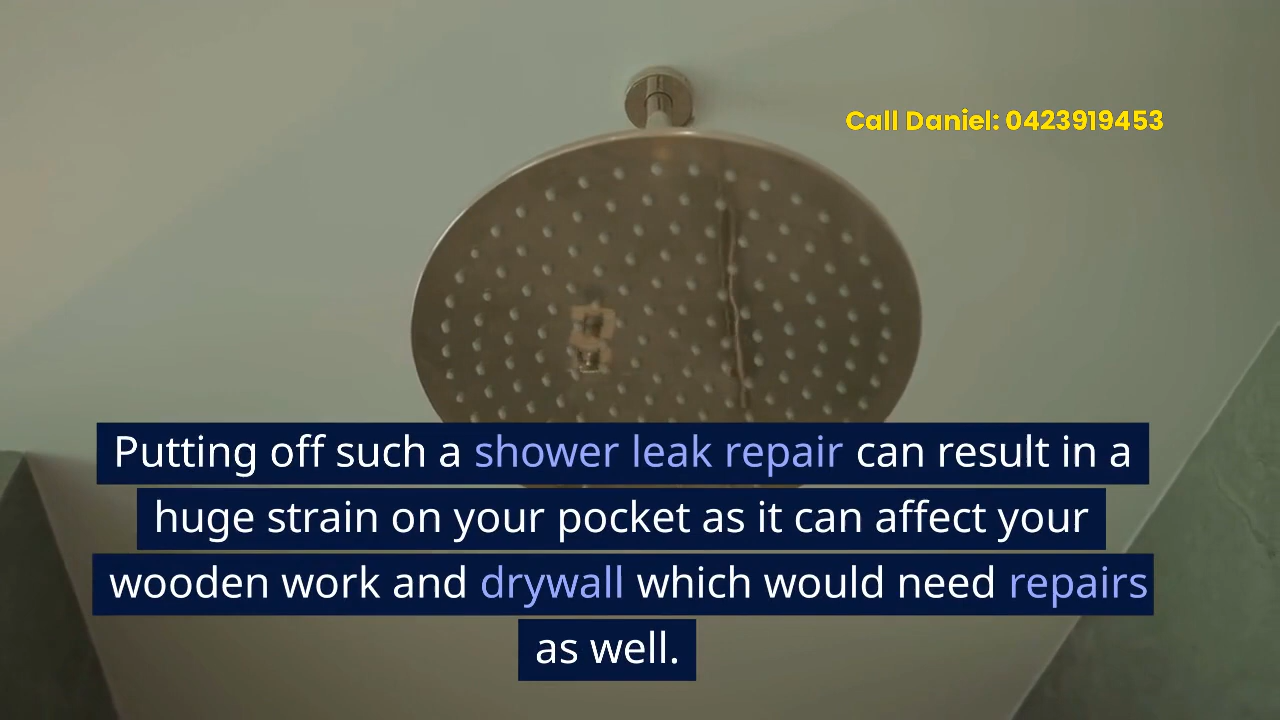 Call Daniel: 0423919453
Putting off such a shower leak repair can result in a
huge strain on your pocket as it can affect your
wooden work and drywall which would need repairs
as well.